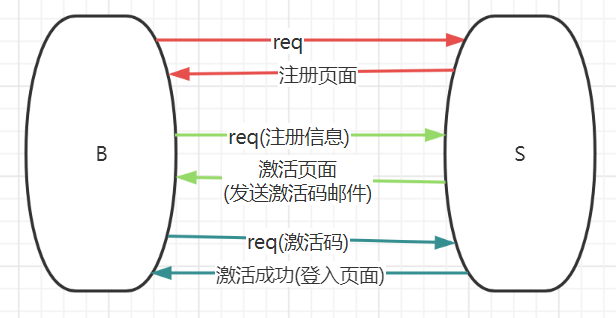 req
注册页面
B
S
req(注册信息)
激活页面
(发送激活码邮件)
req(激活码)
激活成功(登入页面)